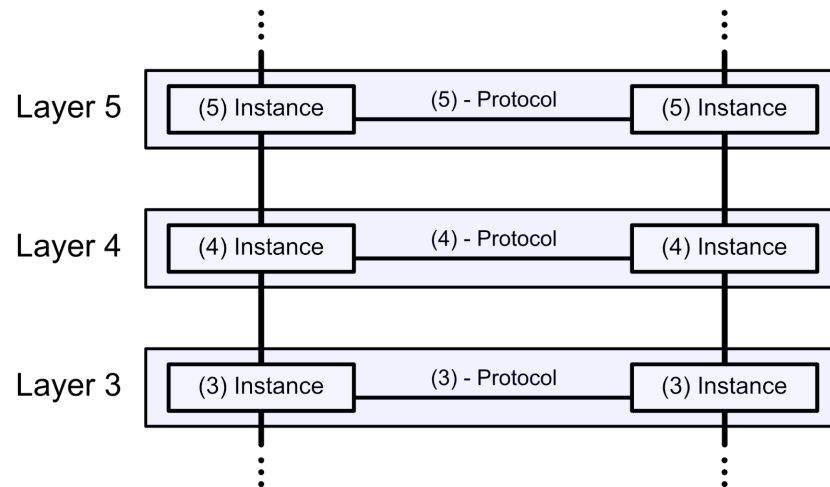 Layer 5
(5) Instance
(5) - Protocol
(5) Instance
Layer 4
(4) Instance
(4) - Protocol
(4) Instance
Layer 3
(3) Instance
(3) - Protocol
(3) Instance